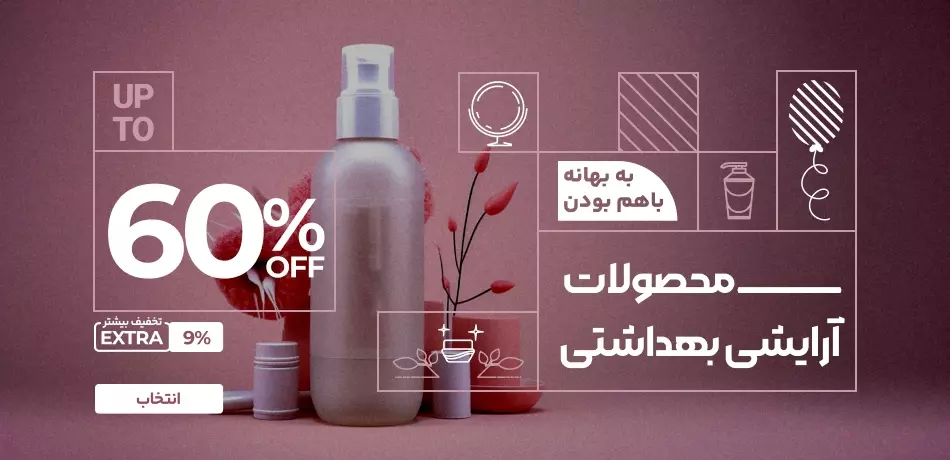 UP
TO
60%
OFF
تخفیف بیشتر
EXTRA 9%
انتخاب
به بهانه
باهم بودن
محصولات
آرایشی بهداشتی